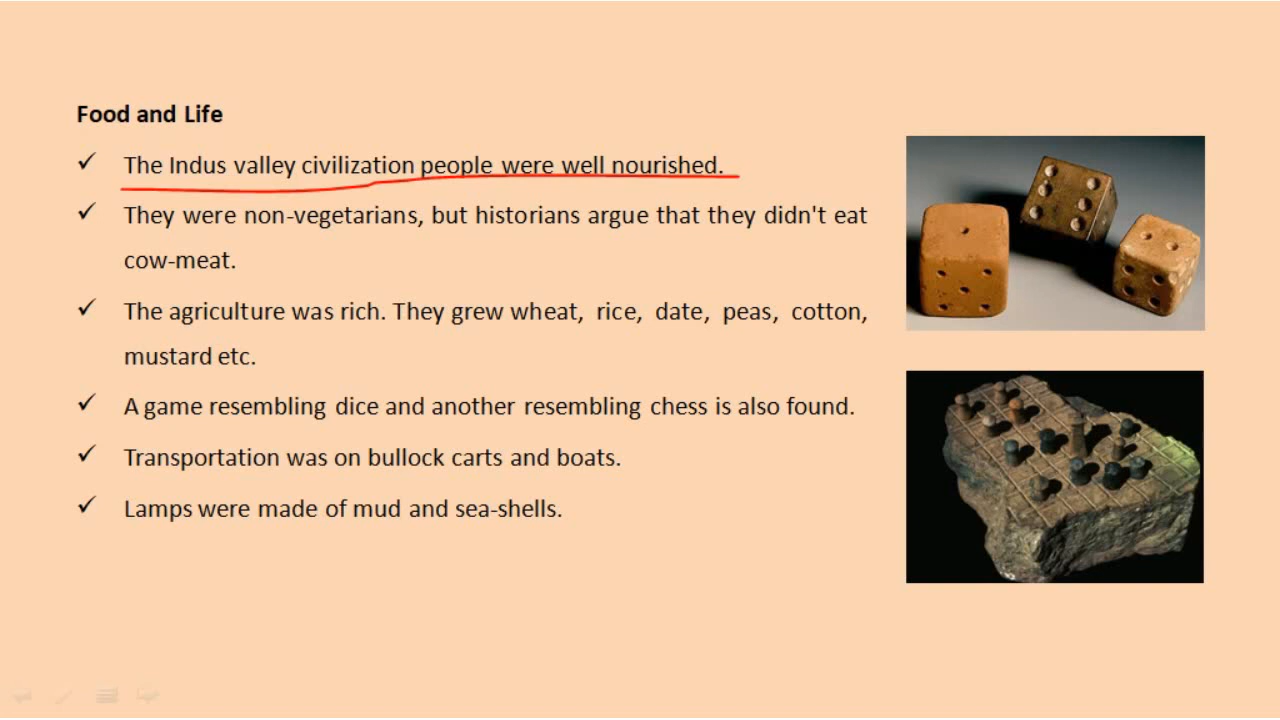 Food and Life
✓ The Indus valley civilization people were well nourished.
✓ They were non-vegetarians, but historians argue that they didn't eat
cow-meat.
✓ The agriculture was rich. They grew wheat, rice, date, peas, cotton,
mustard etc.
✓ A game resembling dice and another resembling chess is also found.
✓ Transportation was on bullock carts and boats.
✓ Lamps were made of mud and sea-shells.